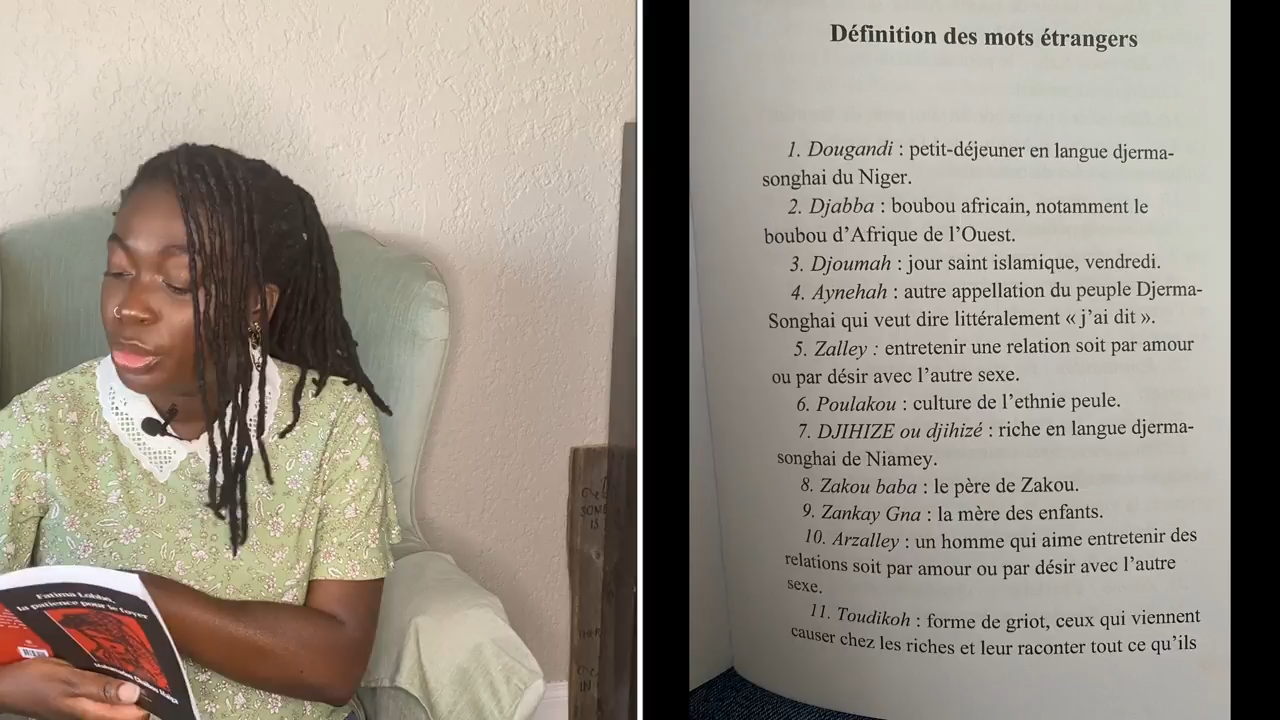 Fatima Lobbo,
la patience pour le foyer
SOME
IS
IN
Définition des mots étrangers
1. Dougandi : petit-déjeuner en langue djerma-
songhai du Niger.
2. Djabba : boubou africain, notamment le
boubou d’Afrique de l’Ouest.
3. Djoumah : jour saint islamique, vendredi.
4. Aynehah : autre appellation du peuple Djerma-
Songhai qui veut dire littéralement « j’ai dit ».
5. Zalley : entretenir une relation soit par amour
ou par désir avec l’autre sexe.
6. Poulakou : culture de l’ethnie peule.
7. DJIHIZE ou djihizé : riche en langue djerma-
songhai de Niamey.
8. Zakou baba : le père de Zakou.
9. Zankay Gna : la mère des enfants.
10. Arzalley : un homme qui aime entretenir des
relations soit par amour ou par désir avec l’autre
sexe.
11. Toudikoh : forme de griot, ceux qui viennent
causer chez les riches et leur raconter tout ce qu’ils